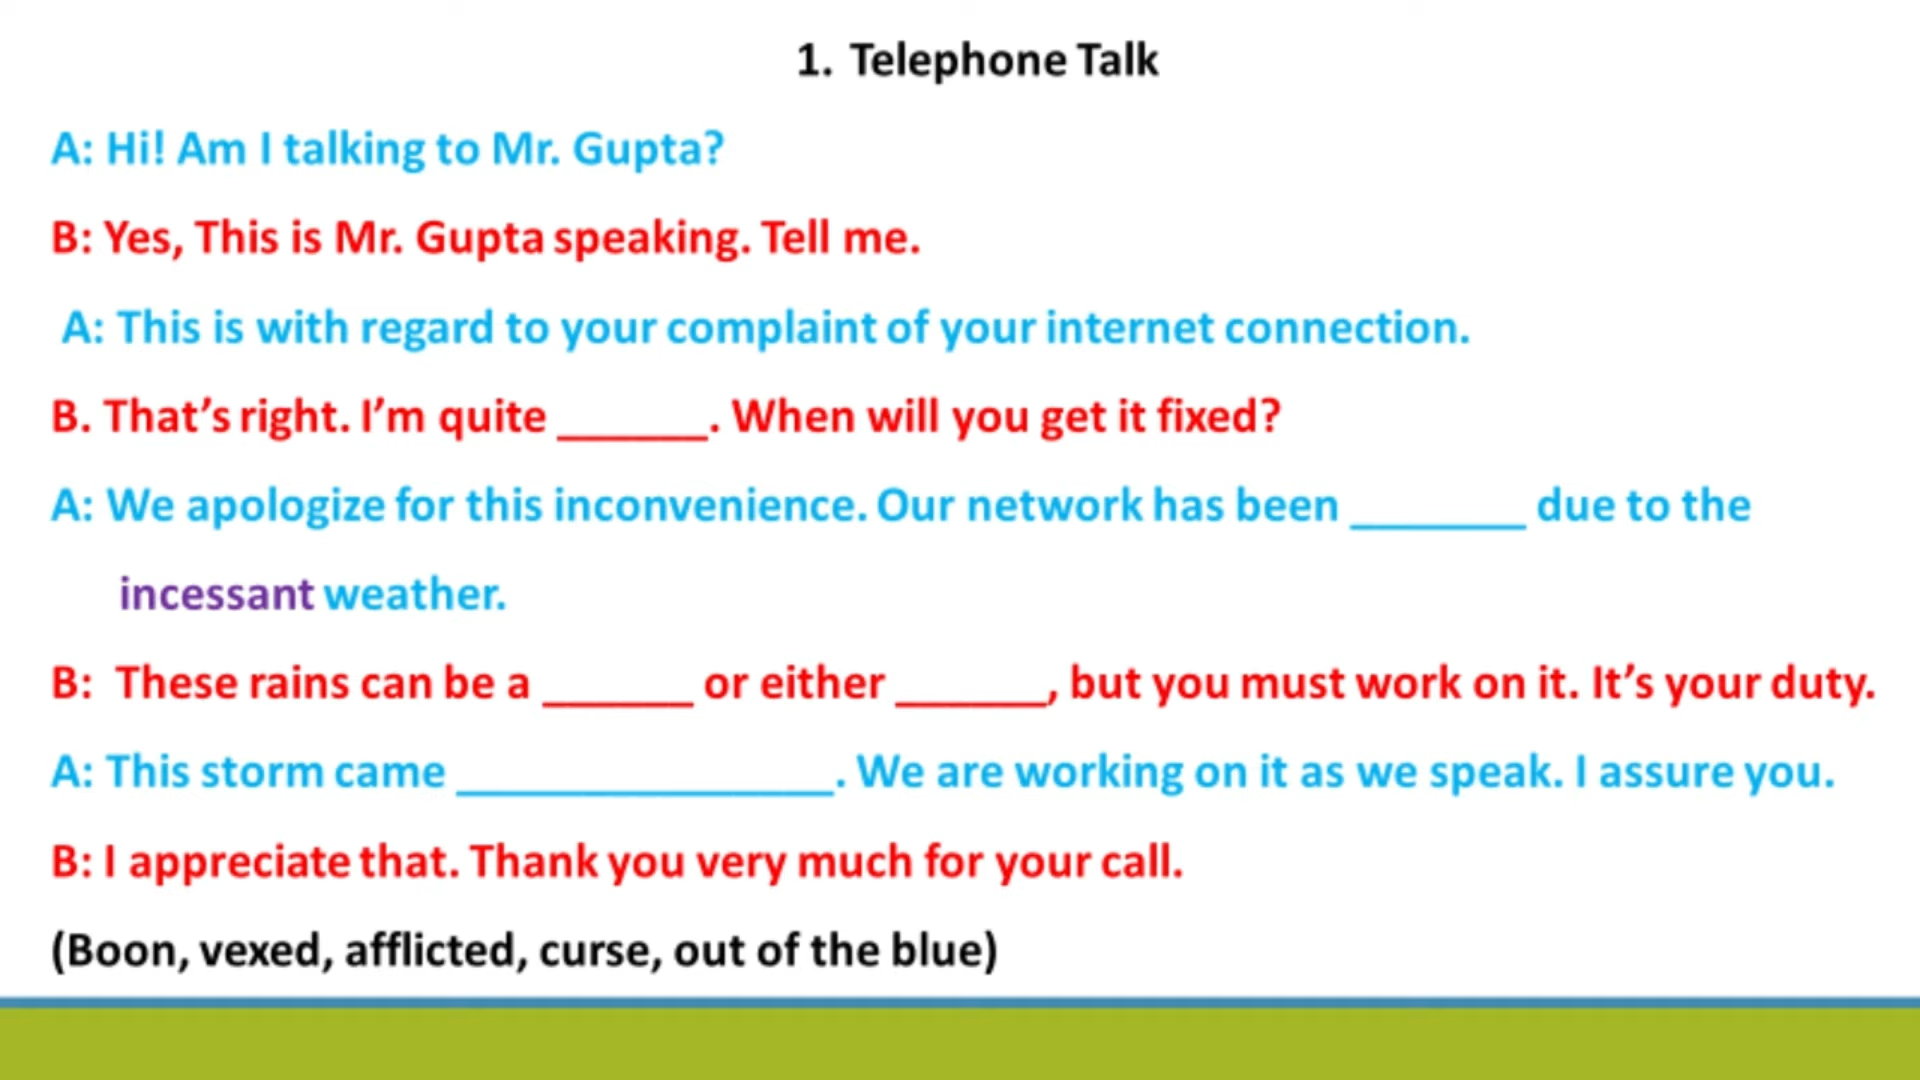 1. Telephone Talk
A: Hi! Am I talking to Mr. Gupta?
B: Yes, This is Mr. Gupta speaking. Tell me.
A: This is with regard to your complaint of your internet connection.
B. That’s right. I’m quite ______. When will you get it fixed?
A: We apologize for this inconvenience. Our network has been _______ due to the
incessant weather.
B: These rains can be a ______ or either ______, but you must work on it. It’s your duty.
A: This storm came _______________. We are working on it as we speak. I assure you.
B: I appreciate that. Thank you very much for your call.
(Boon, vexed, afflicted, curse, out of the blue)